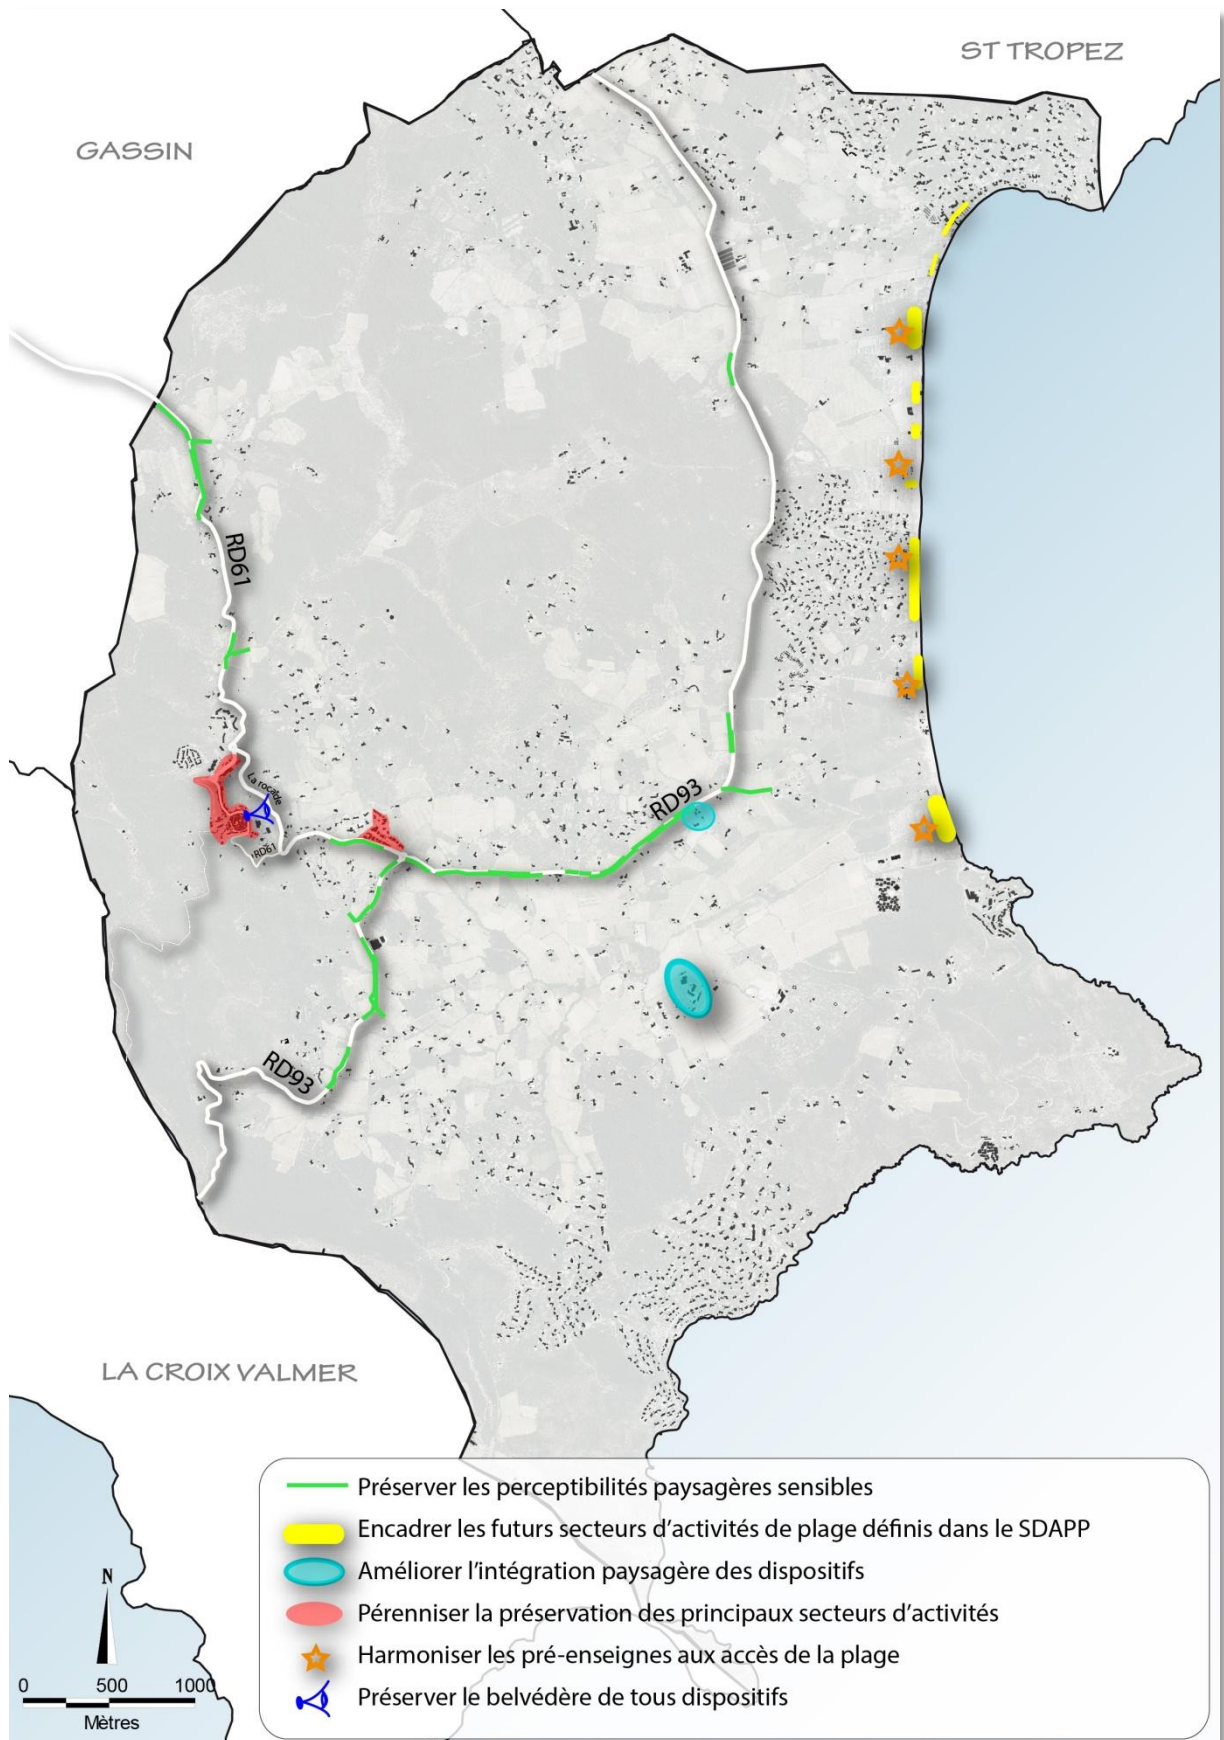 ST TROPEZ
GASSIN
RD61
La rocade
RD93
RD61
RD93
LA CROIX VALMER
Préserver les perceptibilités paysagères sensibles
Encadrer les futurs secteurs d'activités de plage définis dans le SDAPP
Améliorer l'intégration paysagère des dispositifs
Pérenniser la préservation des principaux secteurs d'activités
Harmoniser les pré-enseignes aux accès de la plage
Préserver le belvédère de tous dispositifs
N
0 500 1000
Mètres